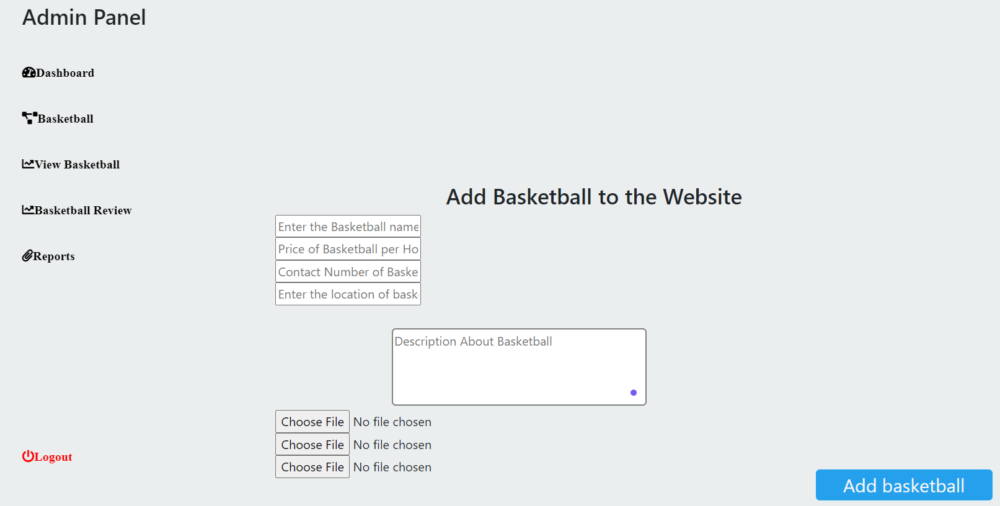 Admin Panel
Dashboard
Basketball
View Basketball
Basketball Review
Reports
Logout
Add Basketball to the Website
Enter the Basketball name
Price of Basketball per Ho
Contact Number of Baske
Enter the location of bask
Description About Basketball
Choose File No file chosen
Choose File No file chosen
Choose File No file chosen
Add basketball